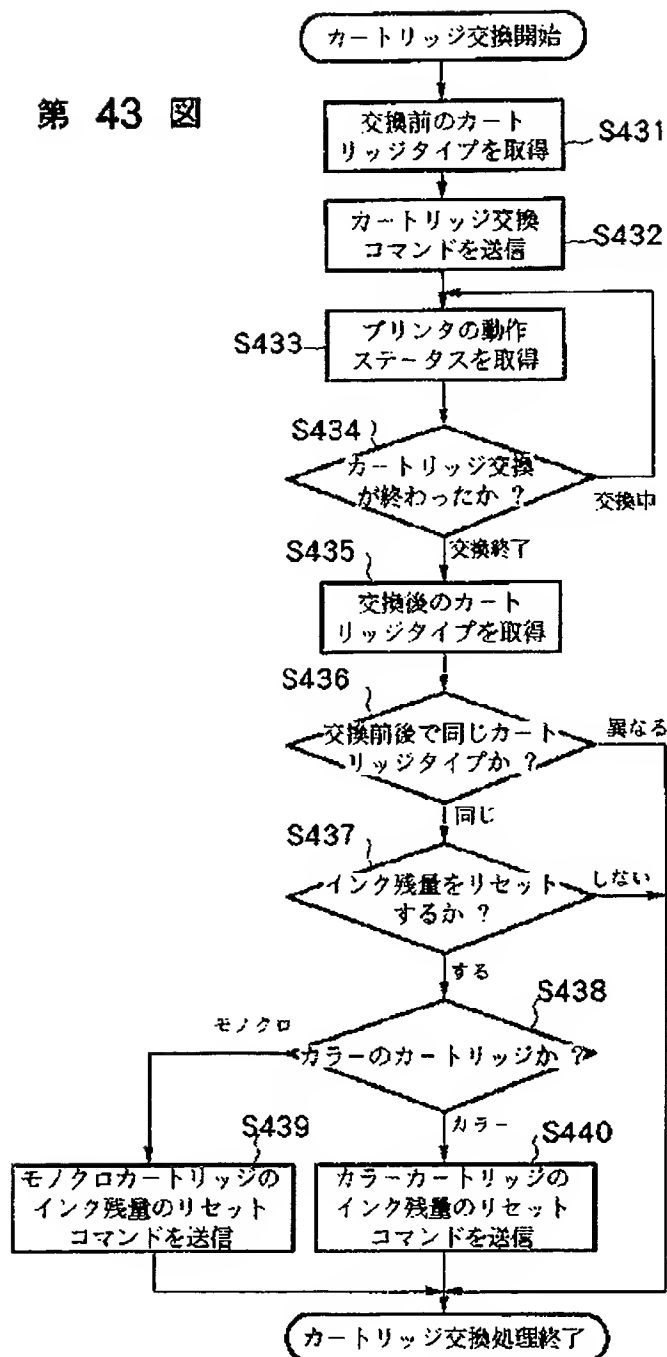 カートリッジ交換開始
第 43 図
交換前のカート
リッジタイプを取得
S431
カートリッジ交換
コマンドを送信
S432
S433
プリンタの動作
ステータスを取得
S434
カートリッジ交換
が終わったか ?
交換中
S435
交換終了
交換後のカート
リッジタイプを取得
S436
交換前後で同じカート
リッジタイプか ?
異なる
同じ
S437
インク残量をリセット
するか ?
しない
する
S438
モノクロ
カラーのカートリッジか ?
カラー
S439
S440
モノクロカートリッジの
インク残量のリセット
コマンドを送信
カラーカートリッジの
インク残量のリセット
コマンドを送信
カートリッジ交換処理終了